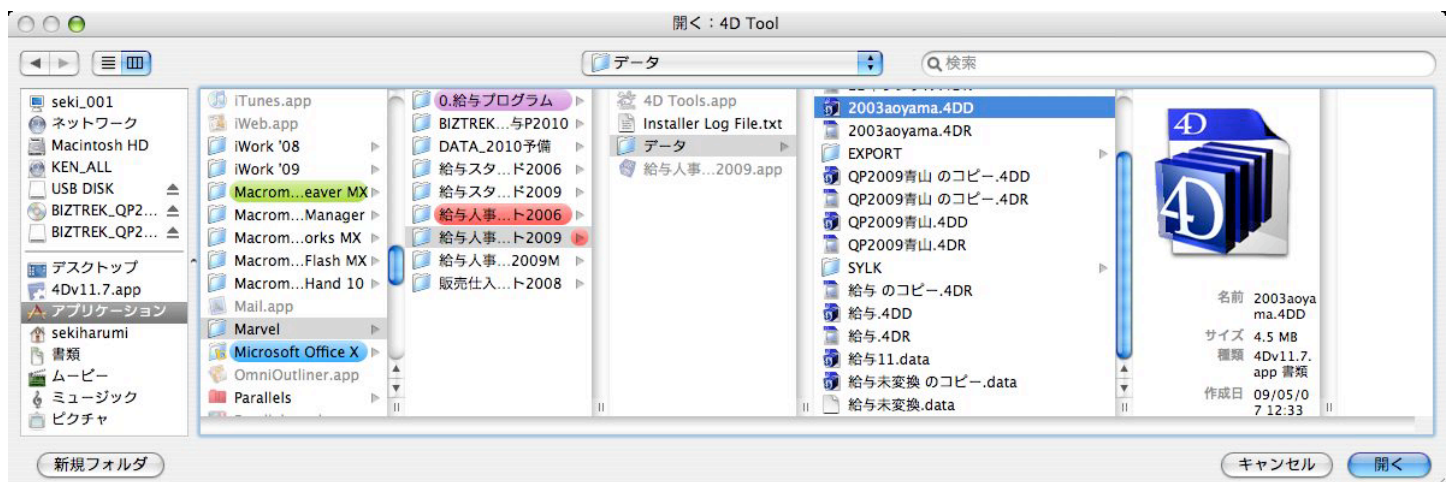 開く：4D Tool
データ
検索
seki_001
ネットワーク
Macintosh HD
KEN_ALL
USB DISK
BIZTREK_QP2...
BIZTREK_QP2...
デスクトップ
4Dv11.7.app
アプリケーション
sekiharumi
書類
ムービー
ミュージック
ピクチャ
iTunes.app
iWeb.app
iWork '08
iWork '09
Macrom...eaver MX
Macrom...Manager
Macrom...orks MX
Macrom...Flash MX
Macrom...Hand 10
Mail.app
Marvel
Microsoft Office X
OmniOutliner.app
Parallels
0.給与プログラム
BIZTREK...与P2010
DATA_2010予備
給与スタ...ド2006
給与スタ...ド2009
給与人事...ト2006
給与人事...ト2009
給与人事...2009M
販売仕入...ト2008
4D Tools.app
Installer Log File.txt
データ
給与人事...2009.app
2003aoyama.4DD
2003aoyama.4DR
EXPORT
QP2009青山 のコピー.4DD
QP2009青山 のコピー.4DR
QP2009青山.4DD
QP2009青山.4DR
SYLK
給与 のコピー.4DR
給与.4DD
給与.4DR
給与11.data
給与未変換 のコピー.data
給与未変換.data
4D
4D
名前 2003aoya
ma.4DD
サイズ 4.5 MB
種類 4Dv11.7.
app 書類
作成日 09/05/0
7 12:33
新規フォルダ
キャンセル
開く